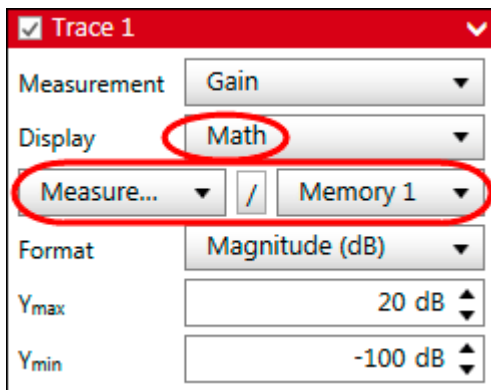 Trace 1
Measurement Gain
Display Math
Measure... / Memory 1
Format Magnitude (dB)
Ymax 20 dB
Ymin -100 dB